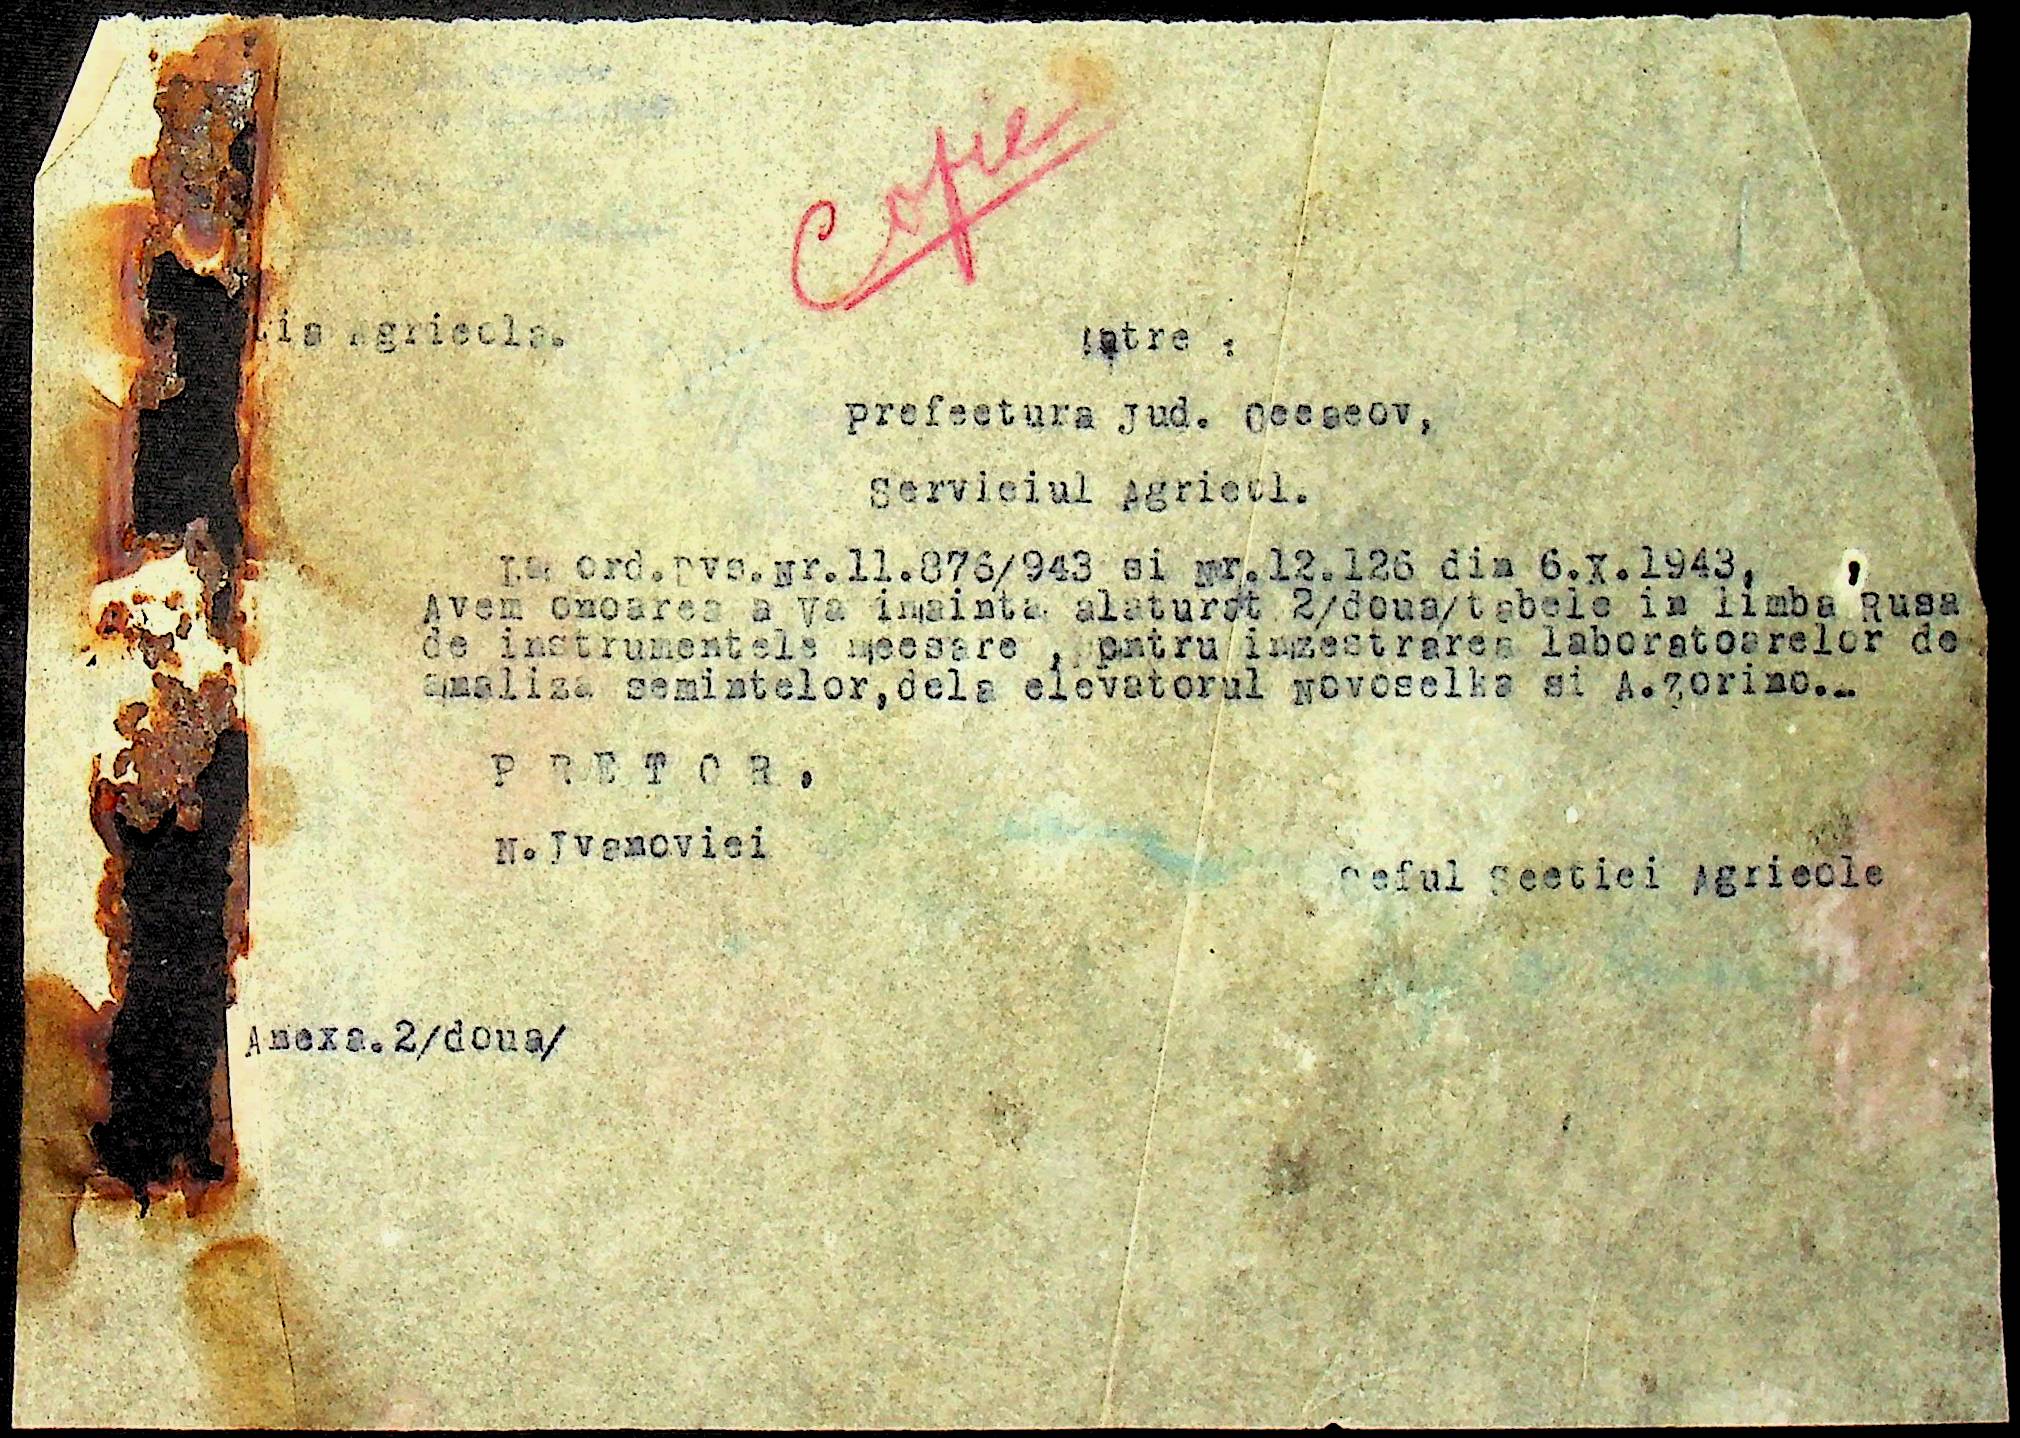 Copie
Agricola.
Catre :
Prefectura Jud. Oceacov,
Serviciul Agricol.
La ord.Dvs.Nr.11.876/943 si Nr.12.126 din 6.X.1943, ,
Avem onoarea a Va inainta alaturat 2/doua/tabele in limba Rusa
de instrumentele necesare , pntru inzestrarea laboratoarelor de
analiza semintelor,dela elevatorul Novoselka si A.Zorino.-
P R E T O R,
N.Ivanovici
Seful Sectiei Agricole
Anexa.2/doua/